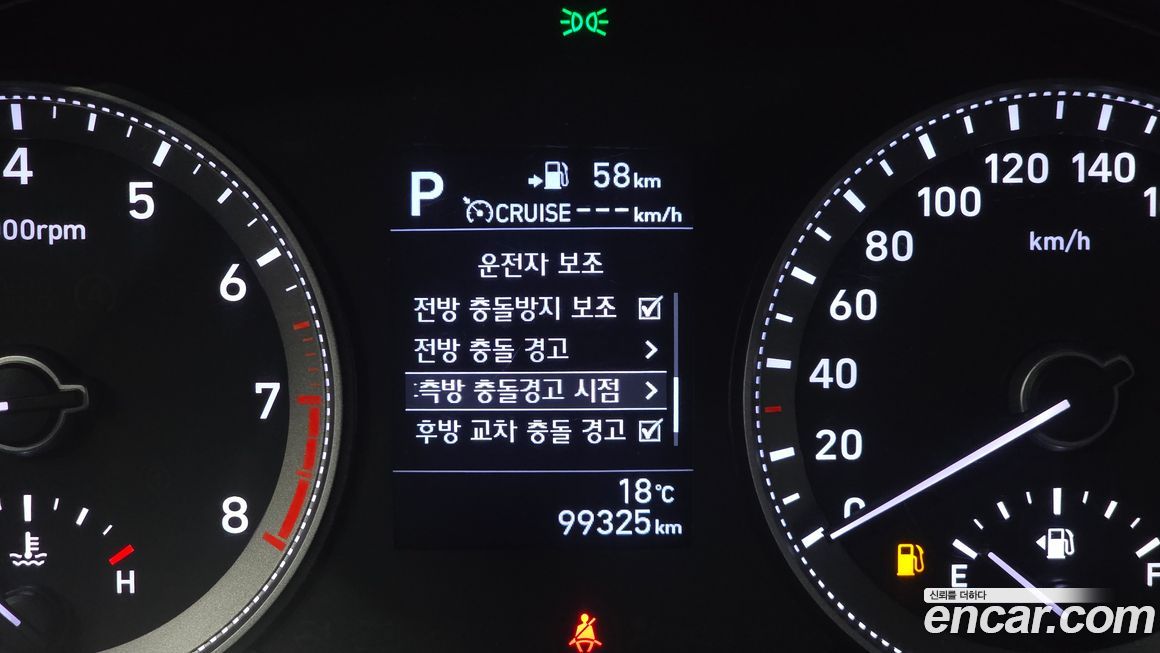 P
58km
CRUISE ---km/h
운전자 보조
전방 충돌방지 보조
전방 충돌 경고
측방 충돌경고 시점
후방 교차 충돌 경고
18°C
99325km
4
5
6
7
8
00rpm
H
0
20
40
60
80
100
120
140
1
km/h
E
F
신뢰를 더하다
encar.com